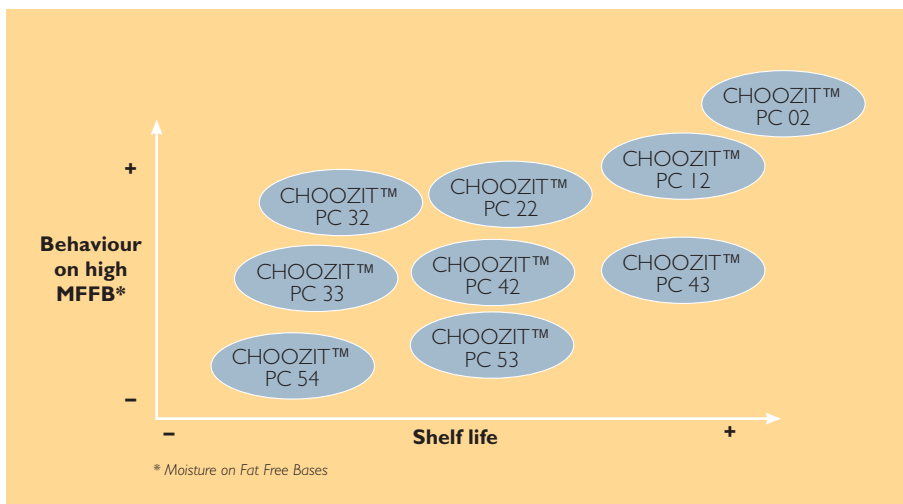 CHOOZIT™
PC 02
CHOOZIT™
PC 12
+
CHOOZIT™
PC 32
CHOOZIT™
PC 22
Behaviour
on high
MFFB*
CHOOZIT™
PC 33
CHOOZIT™
PC 42
CHOOZIT™
PC 43
CHOOZIT™
PC 54
CHOOZIT™
PC 53
–
–
Shelf life
+
* Moisture on Fat Free Bases